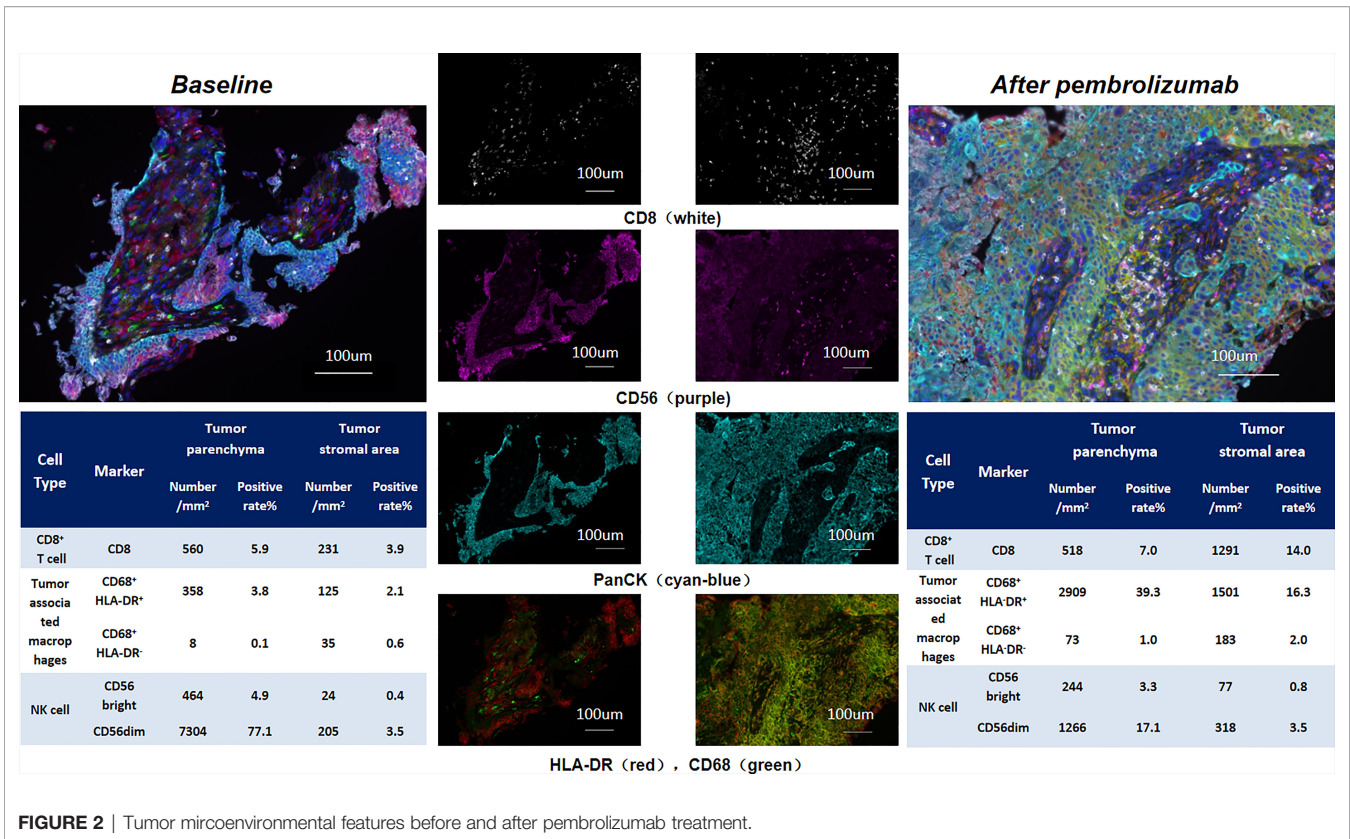 Baseline
100um
Cell Type
Marker
Tumor parenchyma
Tumor stromal area
Number /mm²
Positive rate%
Number /mm²
Positive rate%
CD8⁺ T cell
CD8
560
5.9
231
3.9
Tumor associa ted macrop hages
CD68⁺ HLA-DR⁺
358
3.8
125
2.1
CD68⁺ HLA-DR⁻
8
0.1
35
0.6
NK cell
CD56 bright
464
4.9
24
0.4
CD56dim
7304
77.1
205
3.5
100um
100um
CD8（white)
100um
100um
CD56 (purple)
100um
100um
PanCK（cyan-blue）
100um
100um
HLA-DR（red），CD68（green）
After pembrolizumab
100um
Cell Type
Marker
Tumor parenchyma
Tumor stromal area
Number /mm²
Positive rate%
Number /mm²
Positive rate%
CD8⁺ T cell
CD8
518
7.0
1291
14.0
Tumor associat ed macrop hages
CD68⁺ HLA⁻DR⁺
2909
39.3
1501
16.3
CD68⁺ HLA⁻DR⁻
73
1.0
183
2.0
NK cell
CD56 bright
244
3.3
77
0.8
CD56dim
1266
17.1
318
3.5
FIGURE 2 | Tumor mircoenvironmental features before and after pembrolizumab treatment.